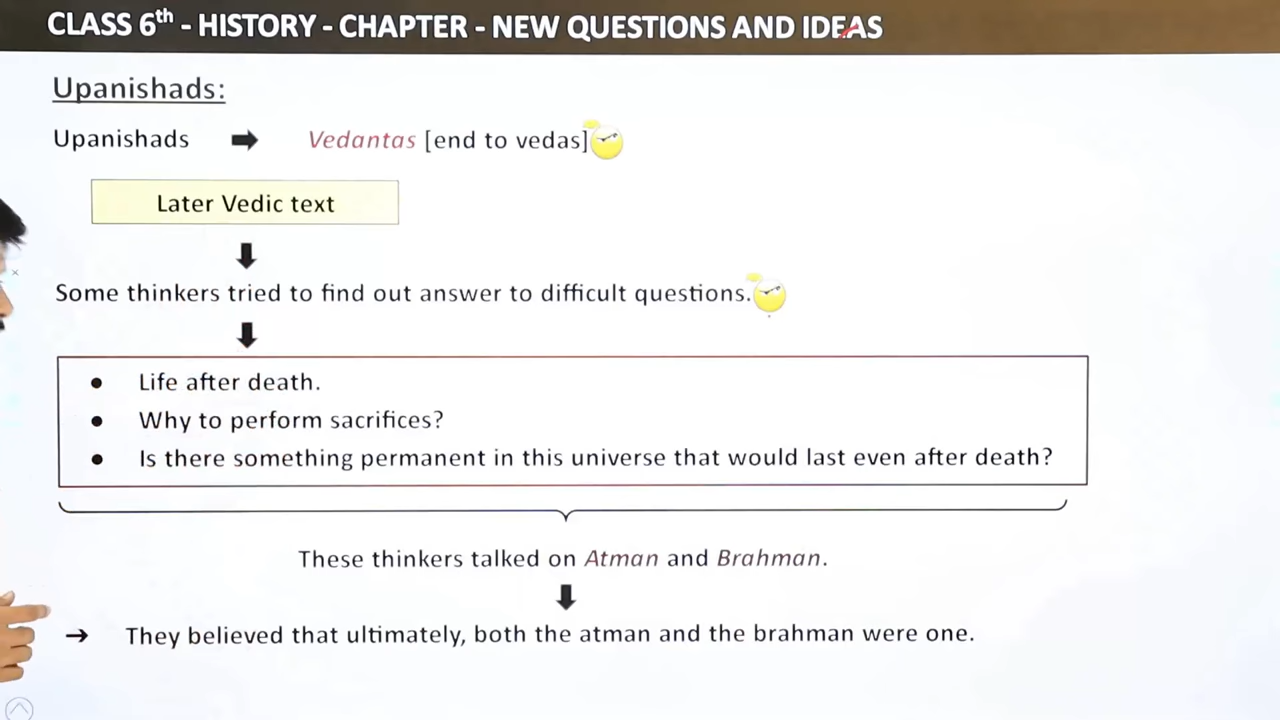 CLASS 6th - HISTORY - CHAPTER - NEW QUESTIONS AND IDEAS
Upanishads:
Upanishads ➡ Vedantas [end to vedas]
Later Vedic text
Some thinkers tried to find out answer to difficult questions.
• Life after death.
• Why to perform sacrifices?
• Is there something permanent in this universe that would last even after death?
These thinkers talked on Atman and Brahman.
→ They believed that ultimately, both the atman and the brahman were one.